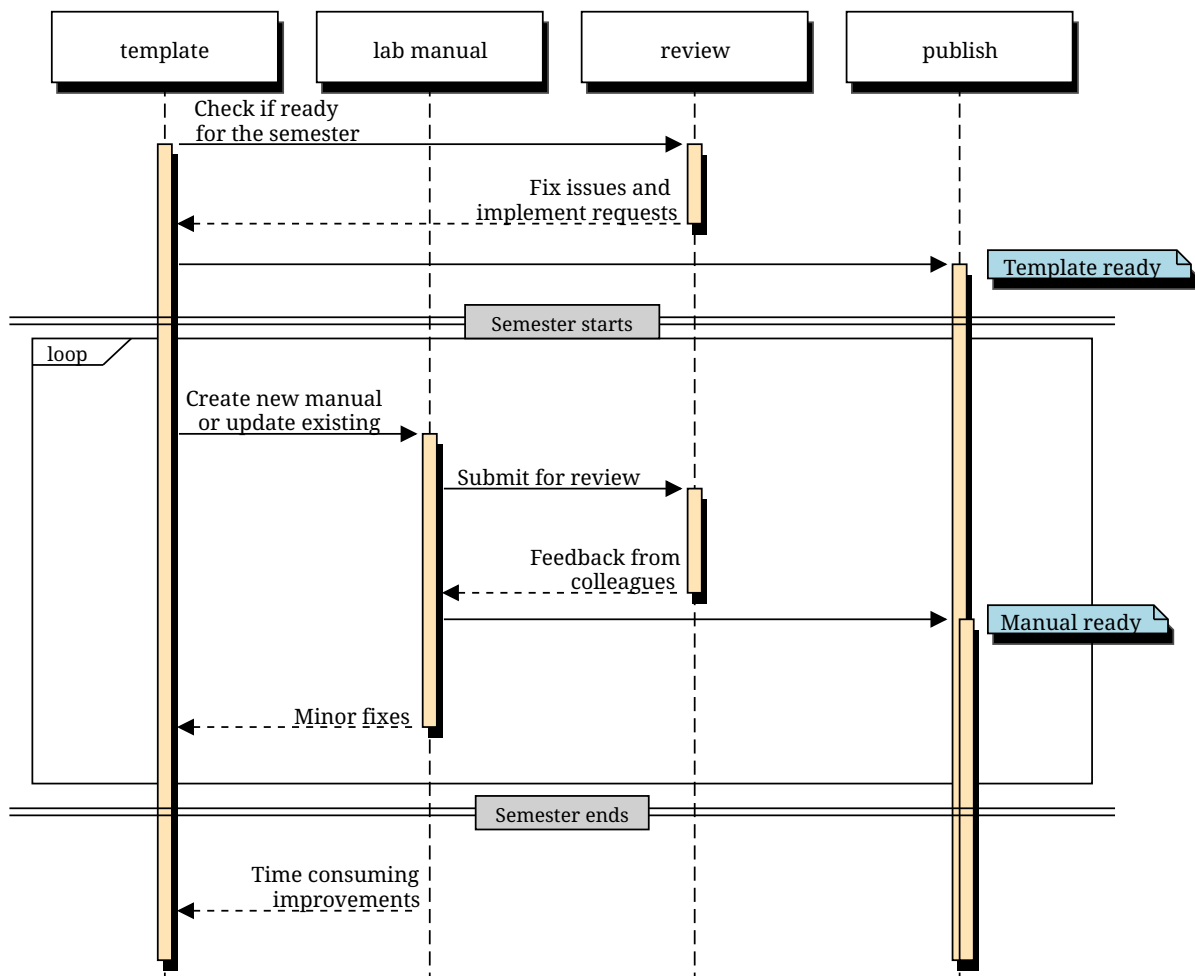 template
lab manual
review
publish
Check if ready
for the semester
Fix issues and
implement requests
Template ready
Semester starts
loop
Create new manual
or update existing
Submit for review
Feedback from
colleagues
Manual ready
Minor fixes
Semester ends
Time consuming
improvements